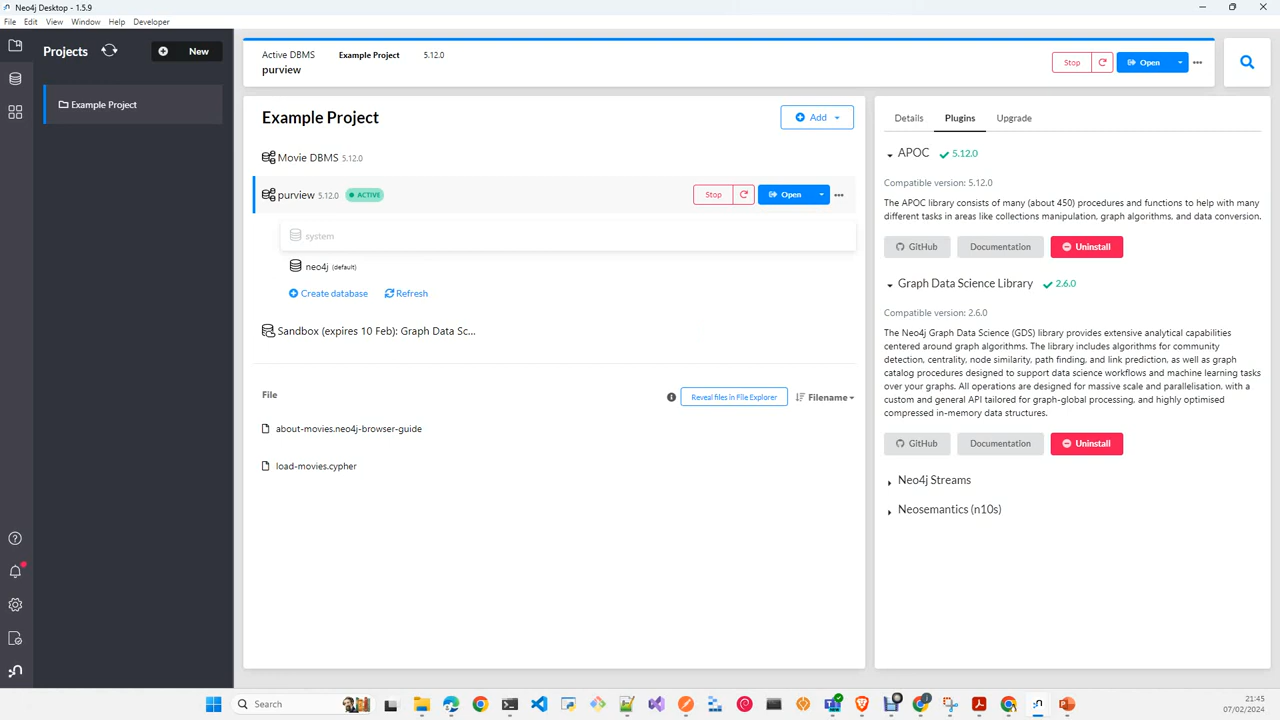 Neo4j Desktop - 1.5.9
File Edit View Window Help Developer
Projects
New
Example Project
Active DBMS Example Project 5.12.0
purview
Stop Open
Example Project
Add
Movie DBMS 5.12.0
purview 5.12.0 ACTIVE
Stop Open
system
neo4j (default)
Create database Refresh
Sandbox (expires 10 Feb): Graph Data Sc...
File
Reveal files in File Explorer Filename
about-movies.neo4j-browser-guide
load-movies.cypher
Details Plugins Upgrade
APOC 5.12.0
Compatible version: 5.12.0
The APOC library consists of many (about 450) procedures and functions to help with many
different tasks in areas like collections manipulation, graph algorithms, and data conversion.
GitHub Documentation Uninstall
Graph Data Science Library 2.6.0
Compatible version: 2.6.0
The Neo4j Graph Data Science (GDS) library provides extensive analytical capabilities
centered around graph algorithms. The library includes algorithms for community
detection, centrality, node similarity, path finding, and link prediction, as well as graph
catalog procedures designed to support data science workflows and machine learning tasks
over your graphs. All operations are designed for massive scale and parallelisation, with a
custom and general API tailored for graph-global processing, and highly optimised
compressed in-memory data structures.
GitHub Documentation Uninstall
Neo4j Streams
Neosemantics (n10s)
Search
21:45
07/02/2024